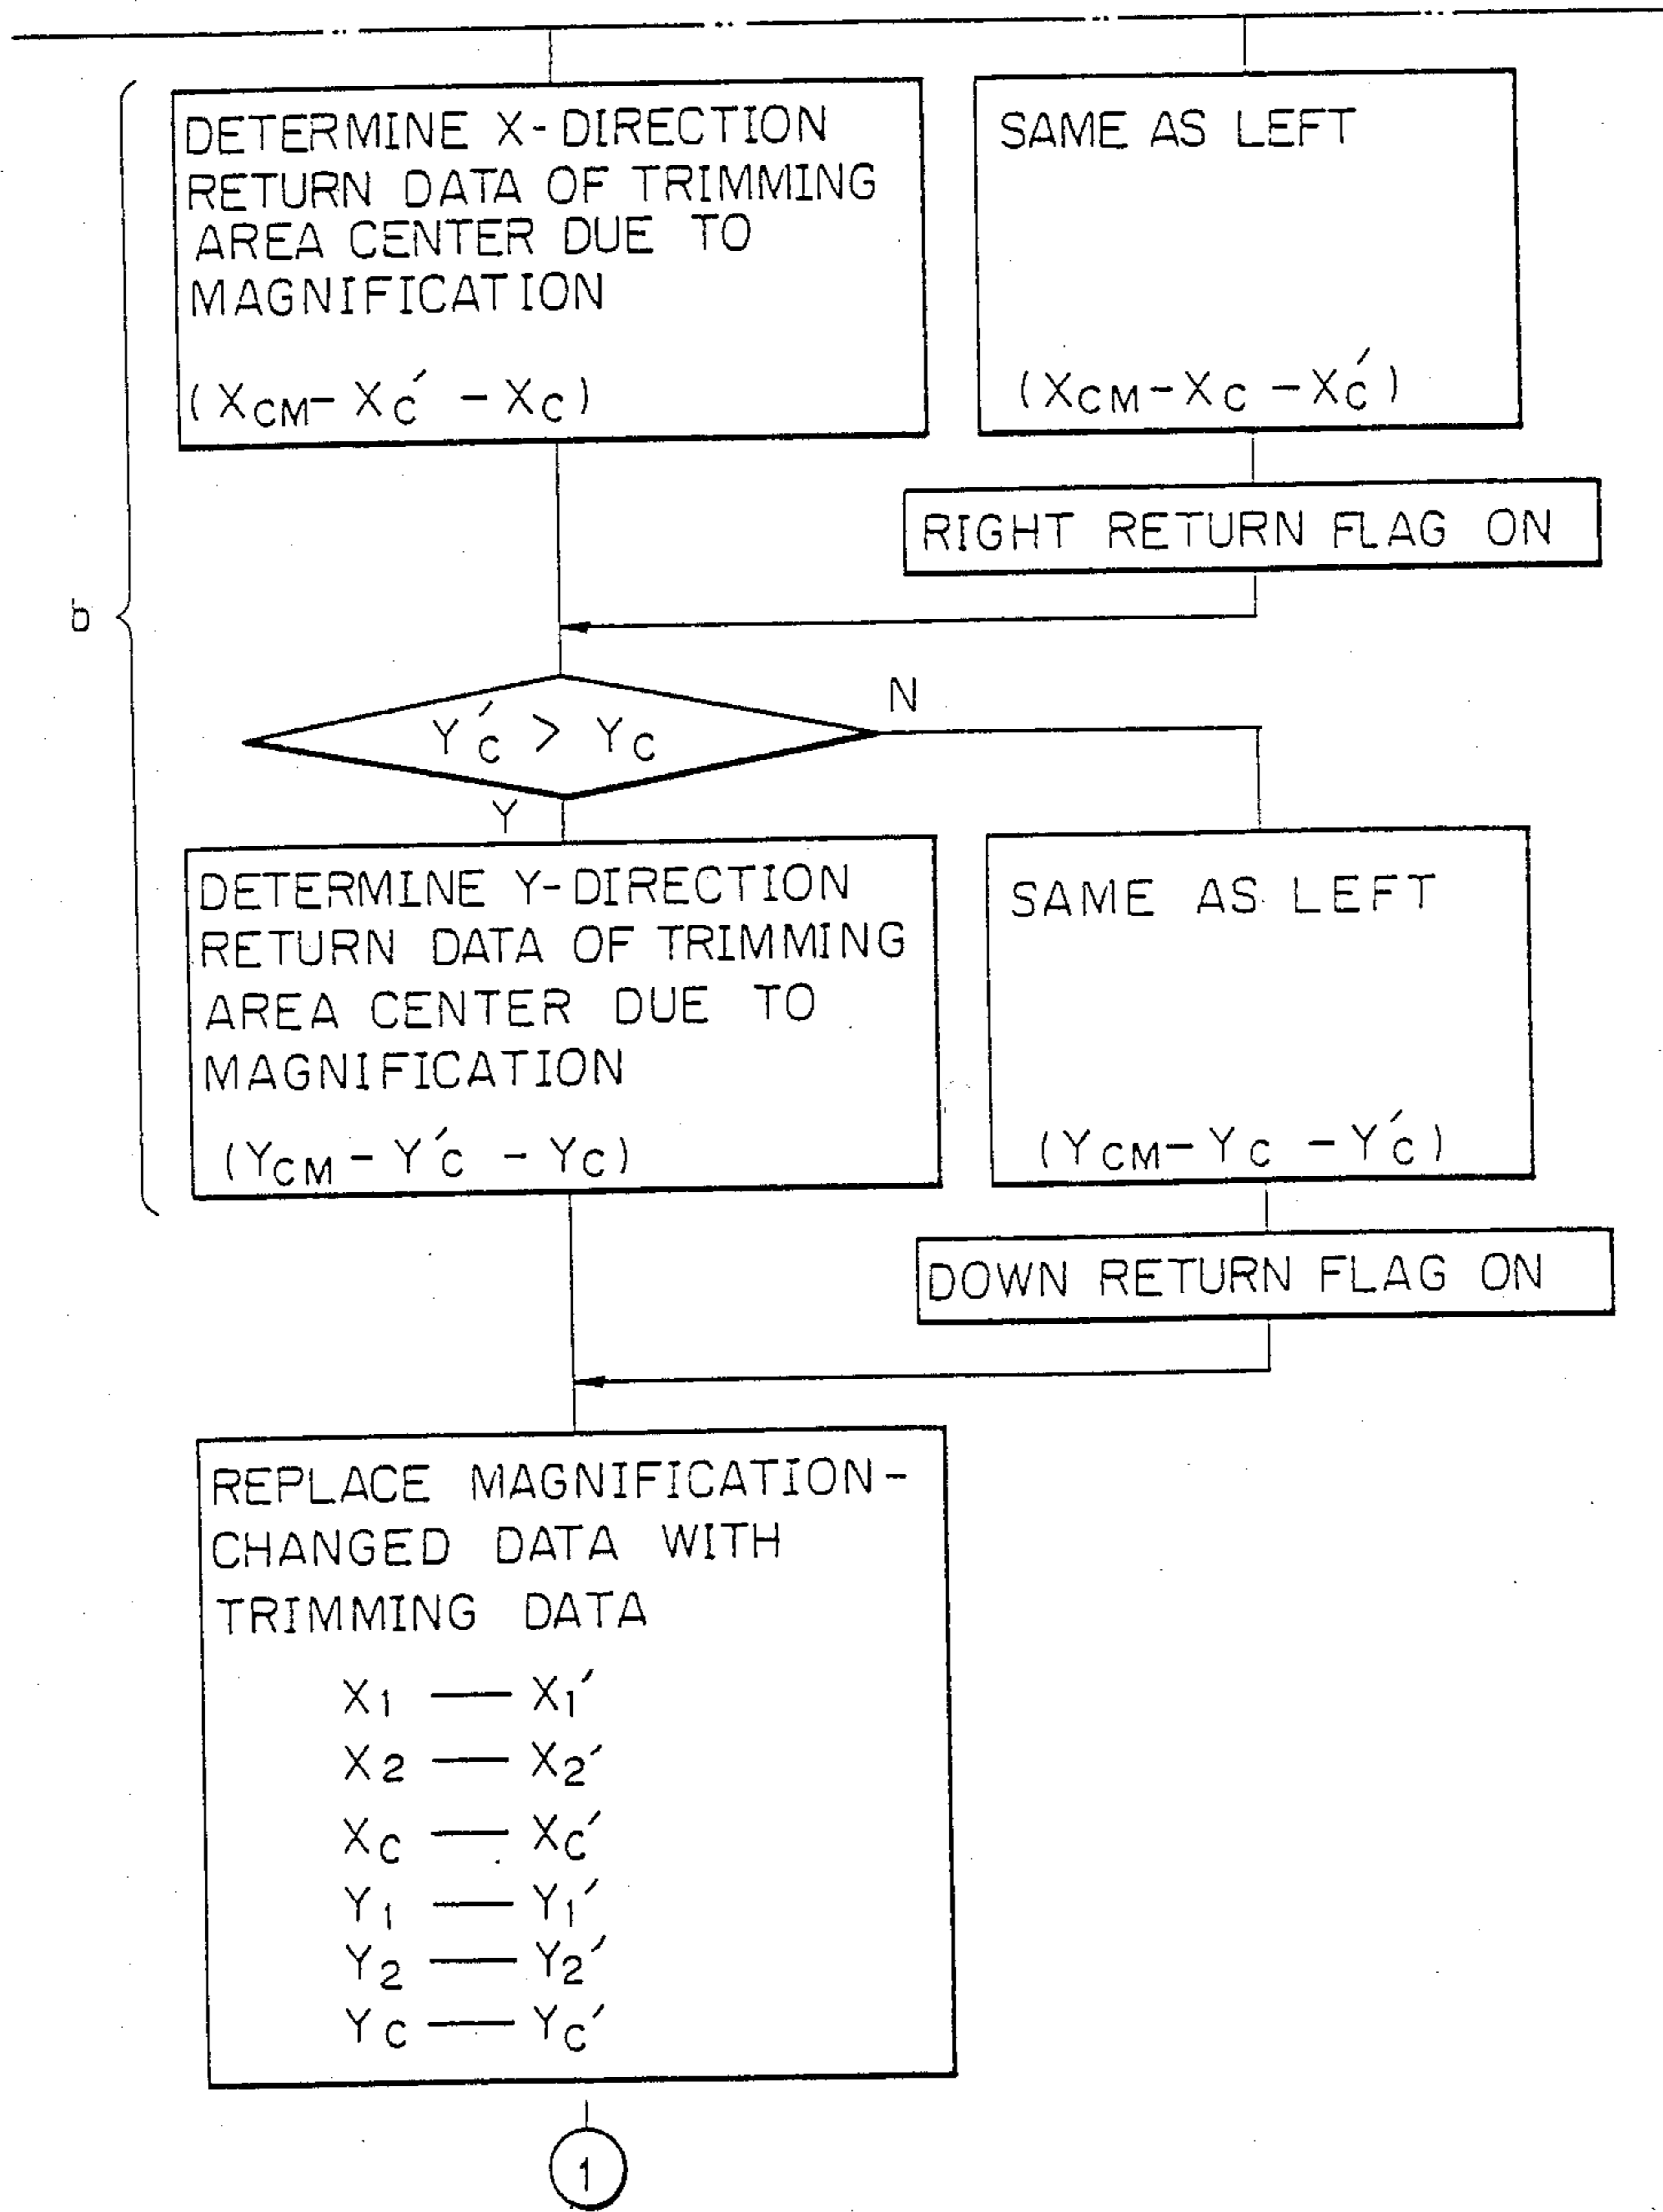 DETERMINE X-DIRECTION
RETURN DATA OF TRIMMING
AREA CENTER DUE TO
MAGNIFICATION
(XCM- XC′ - XC)
SAME AS LEFT
(XCM-XC -XC′)
RIGHT RETURN FLAG ON
b
Y′C > YC
N
Y
DETERMINE Y-DIRECTION
RETURN DATA OF TRIMMING
AREA CENTER DUE TO
MAGNIFICATION
(YCM- Y′C - YC)
SAME AS LEFT
(YCM-YC -Y′C)
DOWN RETURN FLAG ON
REPLACE MAGNIFICATION-
CHANGED DATA WITH
TRIMMING DATA
X1 — X1′
X2 — X2′
XC — XC′
Y1 — Y1′
Y2 — Y2′
YC — YC′
1